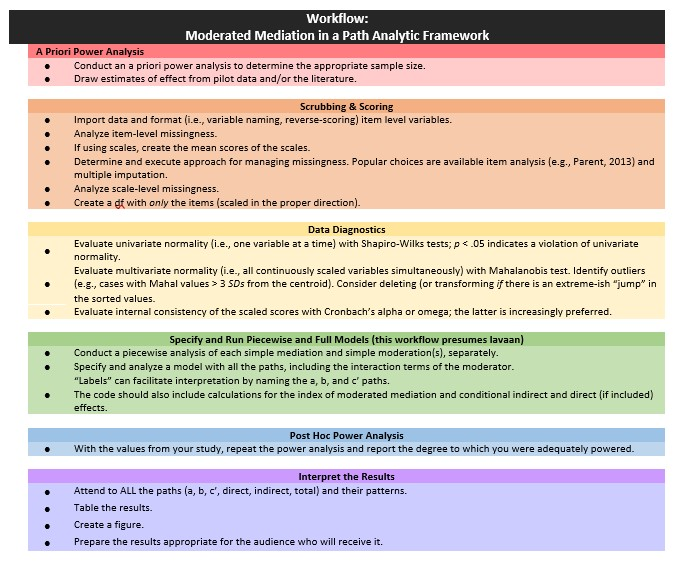 Workflow:
Moderated Mediation in a Path Analytic Framework
A Priori Power Analysis
● Conduct an a priori power analysis to determine the appropriate sample size.
● Draw estimates of effect from pilot data and/or the literature.
Scrubbing & Scoring
● Import data and format (i.e., variable naming, reverse-scoring) item level variables.
● Analyze item-level missingness.
● If using scales, create the mean scores of the scales.
● Determine and execute approach for managing missingness. Popular choices are available item analysis (e.g., Parent, 2013) and
multiple imputation.
● Analyze scale-level missingness.
● Create a df with only the items (scaled in the proper direction).
Data Diagnostics
● Evaluate univariate normality (i.e., one variable at a time) with Shapiro-Wilks tests; p < .05 indicates a violation of univariate
normality.
● Evaluate multivariate normality (i.e., all continuously scaled variables simultaneously) with Mahalanobis test. Identify outliers
(e.g., cases with Mahal values > 3 SDs from the centroid). Consider deleting (or transforming if there is an extreme-ish "jump" in
the sorted values.
● Evaluate internal consistency of the scaled scores with Cronbach's alpha or omega; the latter is increasingly preferred.
Specify and Run Piecewise and Full Models (this workflow presumes lavaan)
● Conduct a piecewise analysis of each simple mediation and simple moderation(s), separately.
● Specify and analyze a model with all the paths, including the interaction terms of the moderator.
"Labels" can facilitate interpretation by naming the a, b, and c' paths.
● The code should also include calculations for the index of moderated mediation and conditional indirect and direct (if included)
effects.
Post Hoc Power Analysis
● With the values from your study, repeat the power analysis and report the degree to which you were adequately powered.
Interpret the Results
● Attend to ALL the paths (a, b, c', direct, indirect, total) and their patterns.
● Table the results.
● Create a figure.
● Prepare the results appropriate for the audience who will receive it.